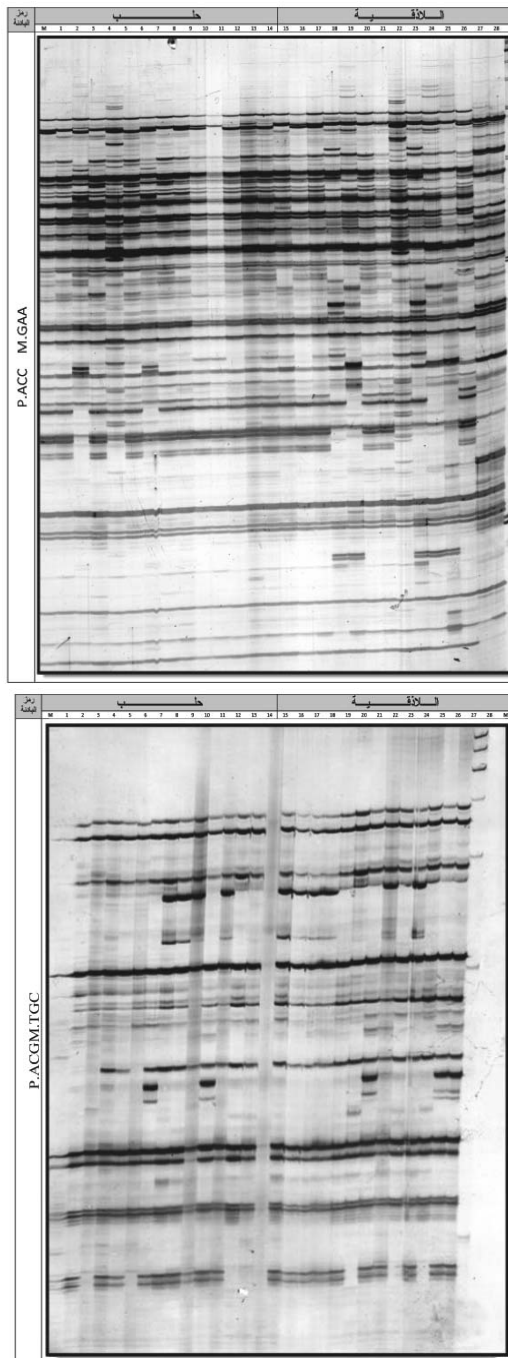 رمز البادئة حلب اللاذقية
M 1 2 3 4 5 6 7 8 9 10 11 12 13 14 15 16 17 18 19 20 21 22 23 24 25 26 27 28
P.ACC M.GAA
رمز البادئة حلب اللاذقية
M 1 2 3 4 5 6 7 8 9 10 11 12 13 14 15 16 17 18 19 20 21 22 23 24 25 26 27 28 M
P.ACGM.TGC